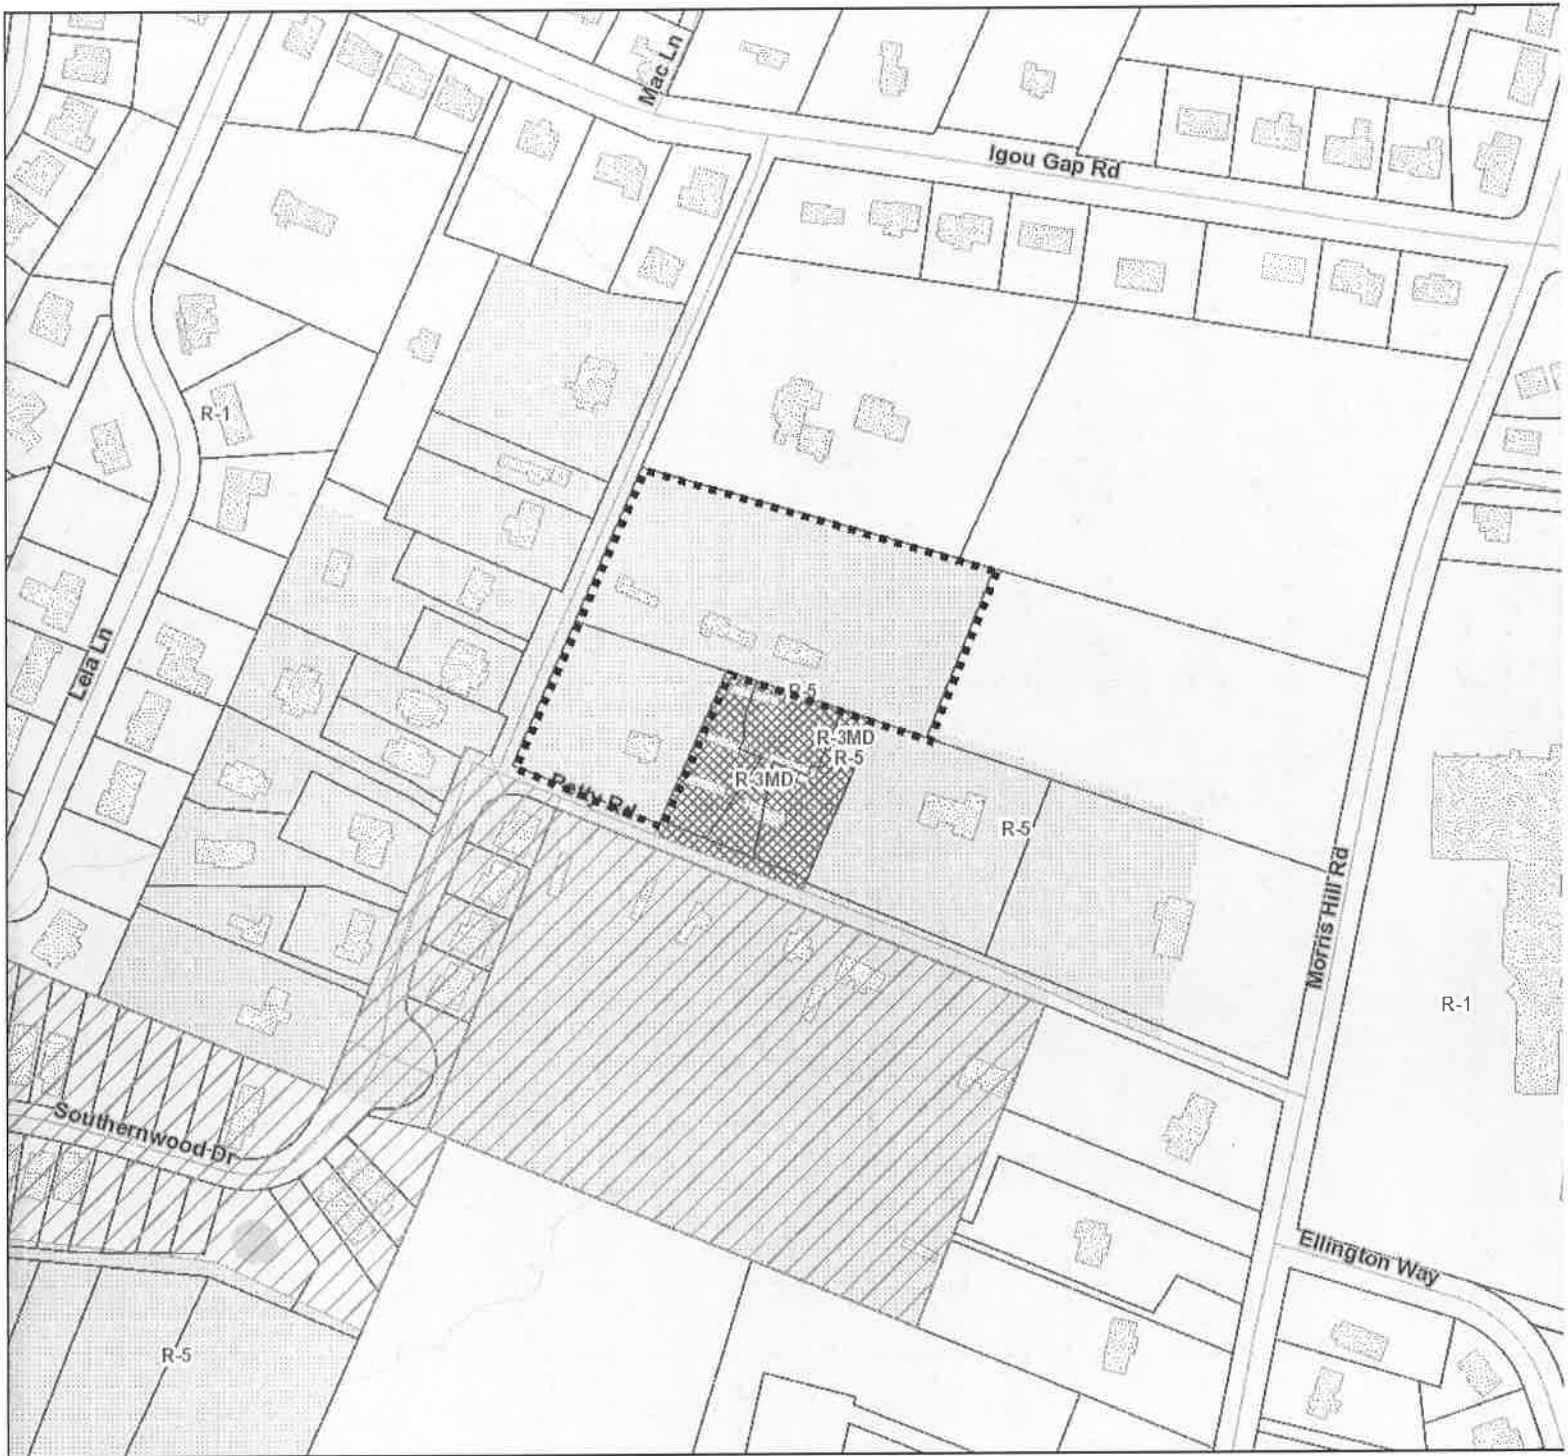 Mac Ln
Igou Gap Rd
R-1
Lela Ln
R-5
R-3MD
R-5
R-3MD
Petty Rd
R-5
Morris Hill Rd
R-1
Southernwood Dr
Ellington Way
R-5